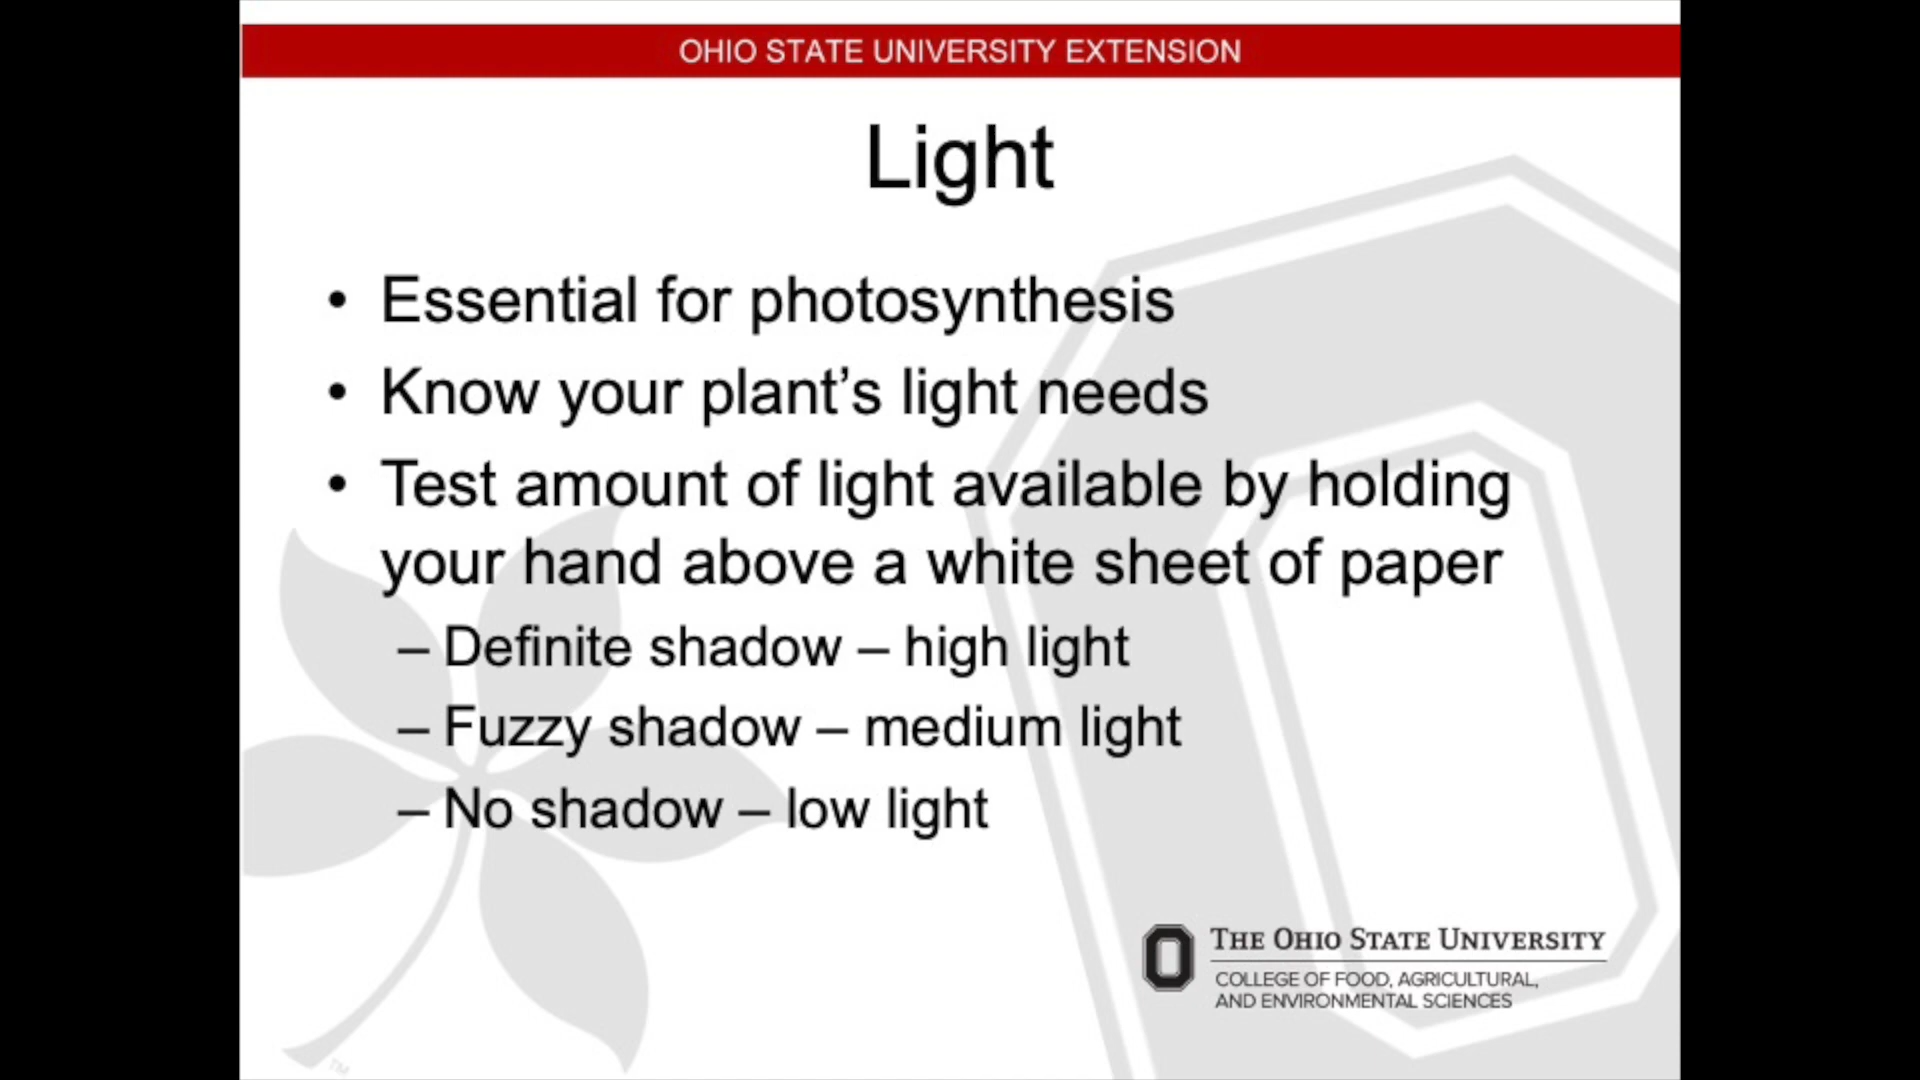 OHIO STATE UNIVERSITY EXTENSION
Light
• Essential for photosynthesis
• Know your plant’s light needs
• Test amount of light available by holding
your hand above a white sheet of paper
– Definite shadow – high light
– Fuzzy shadow – medium light
– No shadow – low light
THE OHIO STATE UNIVERSITY
COLLEGE OF FOOD, AGRICULTURAL,
AND ENVIRONMENTAL SCIENCES
TM